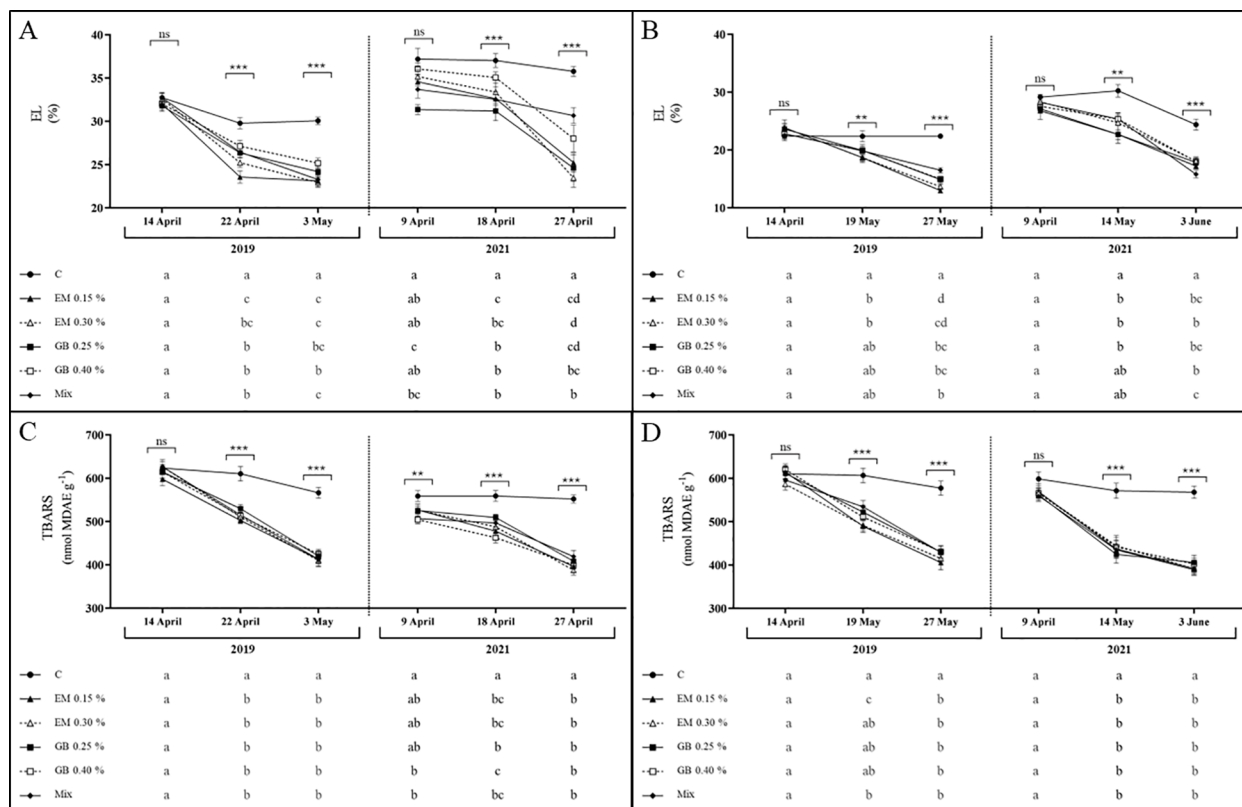 A
EL
(%)
40
35
30
25
20
ns
***
***
ns
***
***
14 April 22 April 3 May 9 April 18 April 27 April
2019 2021
C a a a a a a
EM 0.15 % a c c ab c cd
EM 0.30 % a bc c ab bc d
GB 0.25 % a b bc c b cd
GB 0.40 % a b b ab b bc
Mix a b c bc b b
B
EL
(%)
40
30
20
10
ns
**
***
ns
**
***
14 April 19 May 27 May 9 April 14 May 3 June
2019 2021
C a a a a a a
EM 0.15 % a b d a b bc
EM 0.30 % a b cd a b b
GB 0.25 % a ab bc a b bc
GB 0.40 % a ab bc a ab b
Mix a ab b a ab c
C
TBARS
(nmol MDAE g-1)
700
600
500
400
300
ns
***
***
**
***
***
14 April 22 April 3 May 9 April 18 April 27 April
2019 2021
C a a a a a a
EM 0.15 % a b b ab bc b
EM 0.30 % a b b ab bc b
GB 0.25 % a b b ab b b
GB 0.40 % a b b b c b
Mix a b b b bc b
D
TBARS
(nmol MDAE g-1)
700
600
500
400
300
ns
***
***
ns
***
***
14 April 19 May 27 May 9 April 14 May 3 June
2019 2021
C a a a a a a
EM 0.15 % a c b a b b
EM 0.30 % a ab b a b b
GB 0.25 % a ab b a b b
GB 0.40 % a ab b a b b
Mix a b b a b b